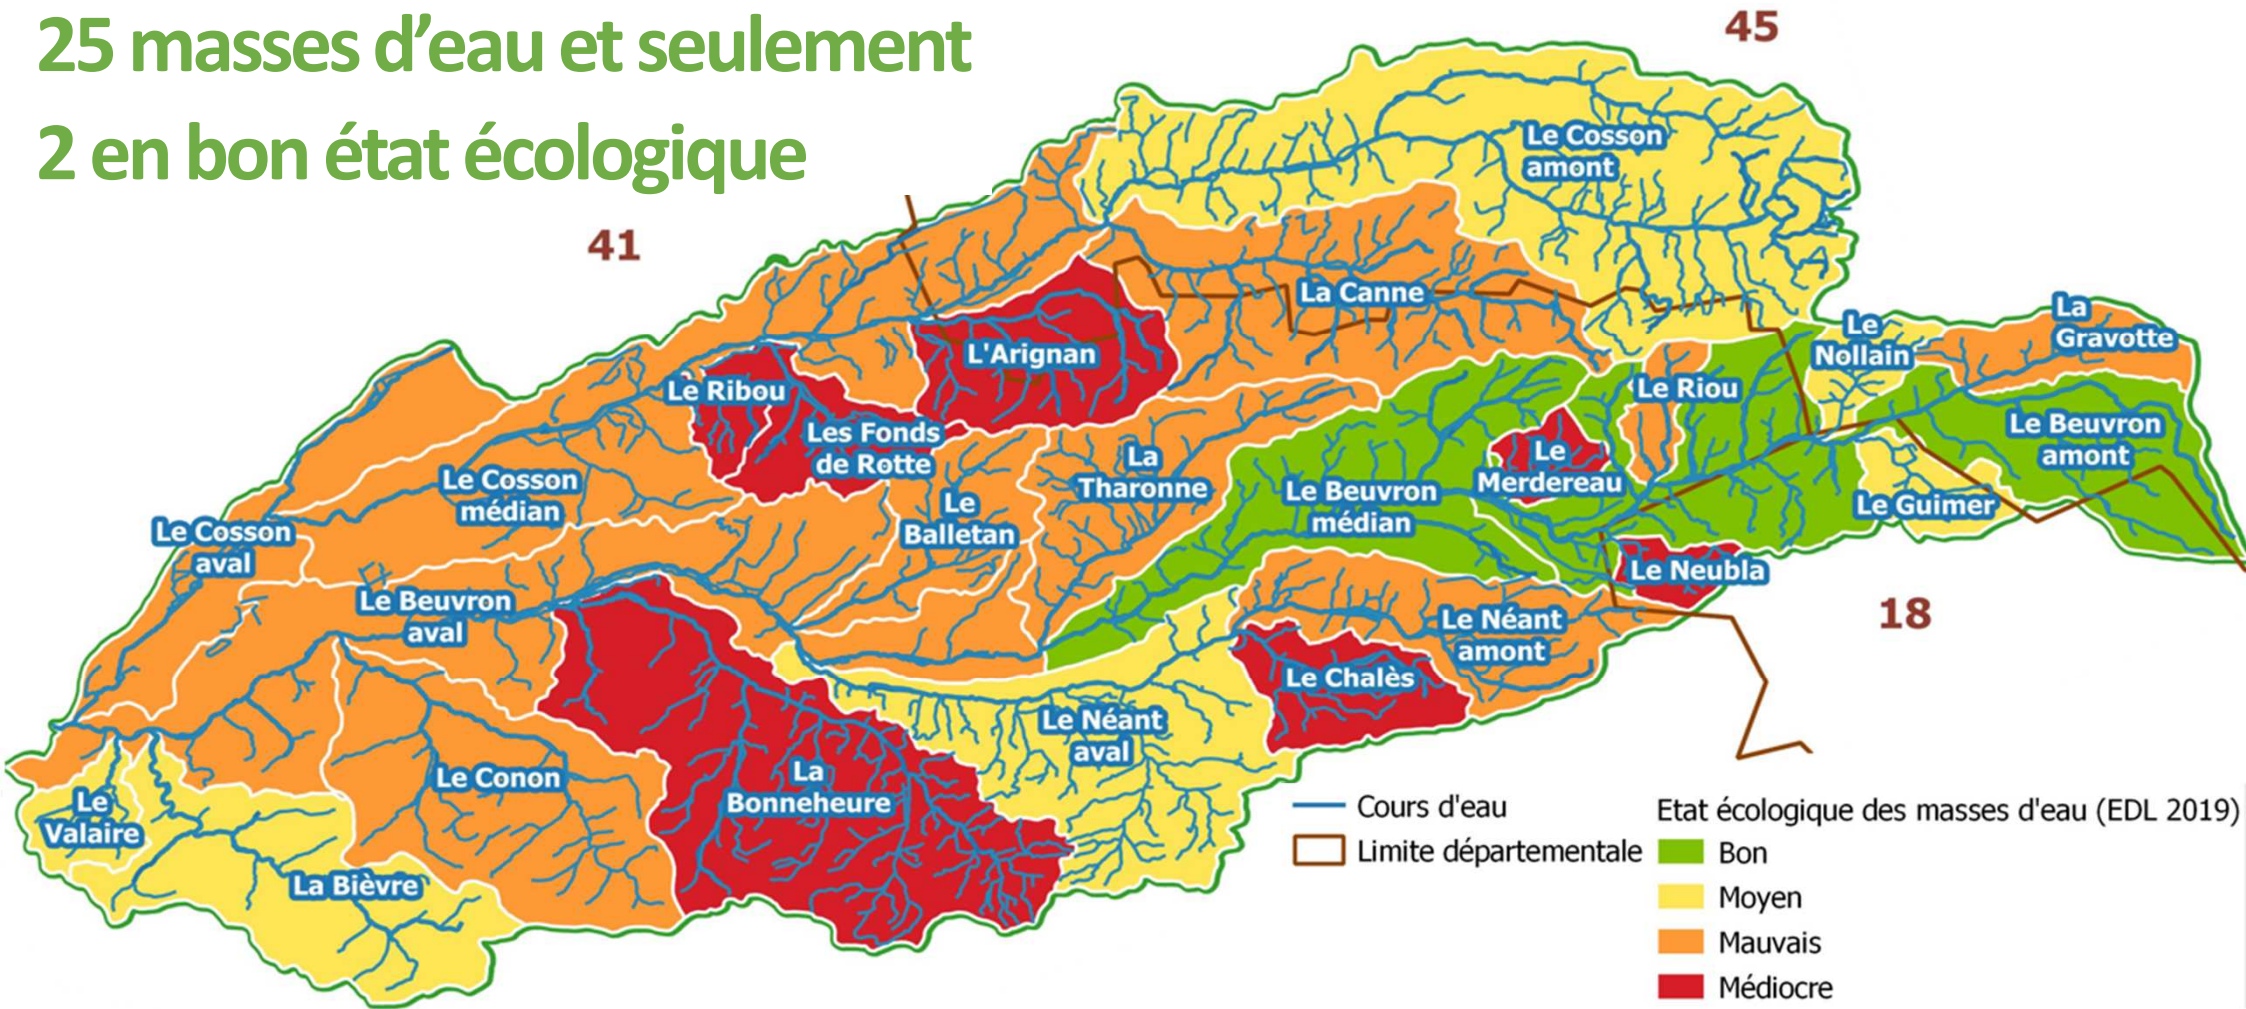 25 masses d’eau et seulement
2 en bon état écologique
45
41
Le Cosson
amont
La Canne
L'Arignan
La
Gravotte
Le
Nollain
Le Ribou
Le Riou
Les Fonds
de Rotte
Le Beuvron
amont
Le
Merdereau
La
Tharonne
Le Cosson
médian
Le Beuvron
médian
Le
Balletan
Le Guimer
Le Cosson
aval
Le Neubla
Le Beuvron
aval
Le Néant
amont
18
Le Chalès
Le Néant
aval
Le Conon
La
Bonneheure
Le
Valaire
La Bièvre
Cours d'eau
Limite départementale
Etat écologique des masses d'eau (EDL 2019)
Bon
Moyen
Mauvais
Médiocre